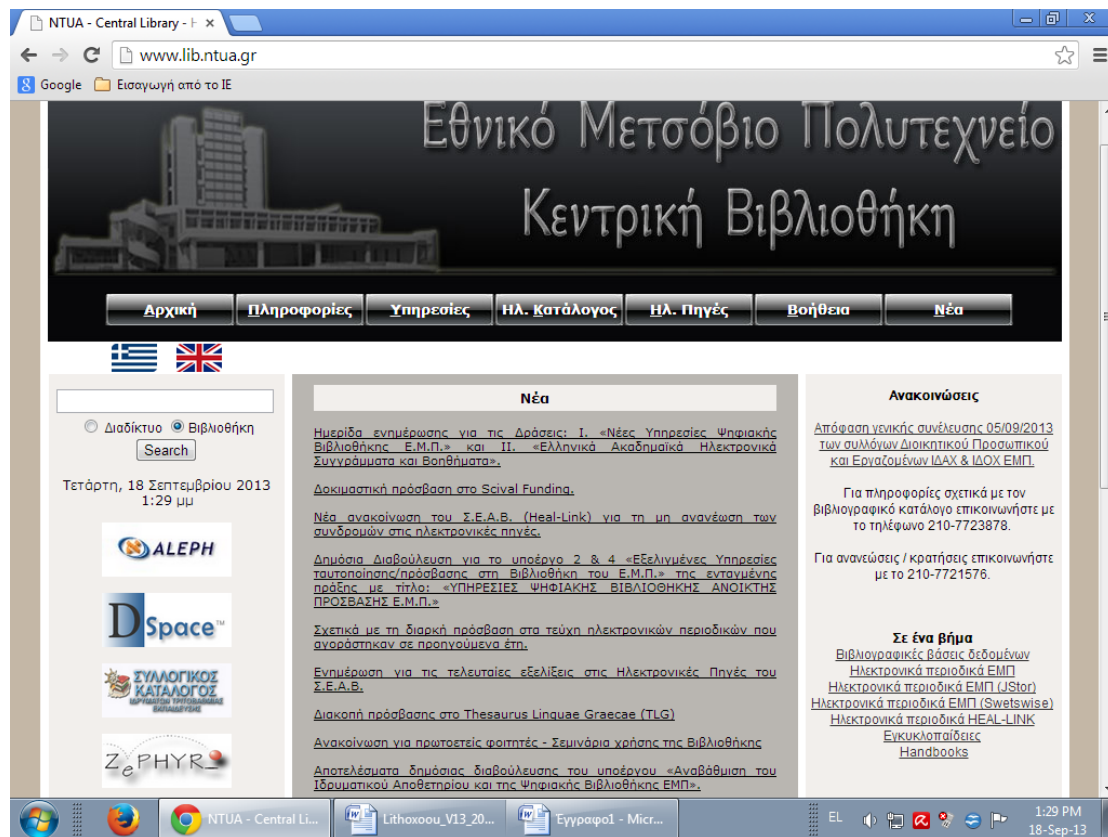 NTUA - Central Library - H
www.lib.ntua.gr
Google Εισαγωγή από το IE
Εθνικό Μετσόβιο Πολυτεχνείο
Κεντρική Βιβλιοθήκη
Αρχική Πληροφορίες Υπηρεσίες Ηλ. Κατάλογος Ηλ. Πηγές Βοήθεια Νέα
Διαδίκτυο Βιβλιοθήκη
Search
Τετάρτη, 18 Σεπτεμβρίου 2013
1:29 μμ
ALEPH
DSpace™
ΣΥΛΛΟΓΙΚΟΣ
ΚΑΤΑΛΟΓΟΣ
ΙΔΡΥΜΑΤΩΝ ΤΡΙΤΟΒΑΘΜΙΑΣ
ΕΚΠΑΙΔΕΥΣΗΣ
ZePHYR
Νέα
Ημερίδα ενημέρωσης για τις Δράσεις: I. «Νέες Υπηρεσίες Ψηφιακής
Βιβλιοθήκης Ε.Μ.Π.» και II. «Ελληνικά Ακαδημαϊκά Ηλεκτρονικά
Συγγράμματα και Βοηθήματα».
Δοκιμαστική πρόσβαση στο Scival Funding.
Νέα ανακοίνωση του Σ.Ε.Α.Β. (Heal-Link) για τη μη ανανέωση των
συνδρομών στις ηλεκτρονικές πηγές.
Δημόσια Διαβούλευση για το υποέργο 2 & 4 «Εξελιγμένες Υπηρεσίες
ταυτοποίησης/πρόσβασης στη Βιβλιοθήκη του Ε.Μ.Π.» της ενταγμένης
πράξης με τίτλο: «ΥΠΗΡΕΣΙΕΣ ΨΗΦΙΑΚΗΣ ΒΙΒΛΙΟΘΗΚΗΣ ΑΝΟΙΚΤΗΣ
ΠΡΟΣΒΑΣΗΣ Ε.Μ.Π.»
Σχετικά με τη διαρκή πρόσβαση στα τεύχη ηλεκτρονικών περιοδικών που
αγοράστηκαν σε προηγούμενα έτη.
Ενημέρωση για τις τελευταίες εξελίξεις στις Ηλεκτρονικές Πηγές του
Σ.Ε.Α.Β.
Διακοπή πρόσβασης στο Thesaurus Linguae Graecae (TLG)
Ανακοίνωση για πρωτοετείς φοιτητές - Σεμινάρια χρήσης της Βιβλιοθήκης
Αποτελέσματα δημόσιας διαβούλευσης του υποέργου «Αναβάθμιση του
Ιδρυματικού Αποθετηρίου και της Ψηφιακής Βιβλιοθήκης ΕΜΠ».
Ανακοινώσεις
Απόφαση γενικής συνέλευσης 05/09/2013
των συλλόγων Διοικητικού Προσωπικού
και Εργαζομένων ΙΔΑΧ & ΙΔΟΧ ΕΜΠ.
Για πληροφορίες σχετικά με τον
βιβλιογραφικό κατάλογο επικοινωνήστε με
το τηλέφωνο 210-7723878.
Για ανανεώσεις / κρατήσεις επικοινωνήστε
με το 210-7721576.
Σε ένα βήμα
Βιβλιογραφικές βάσεις δεδομένων
Ηλεκτρονικά περιοδικά ΕΜΠ
Ηλεκτρονικά περιοδικά ΕΜΠ (JStor)
Ηλεκτρονικά περιοδικά ΕΜΠ (Swetswise)
Ηλεκτρονικά περιοδικά HEAL-LINK
Εγκυκλοπαίδειες
Handbooks
NTUA - Central Li... Lithoxoou_V13_20... Έγγραφο1 - Micr... EL 1:29 PM
18-Sep-13